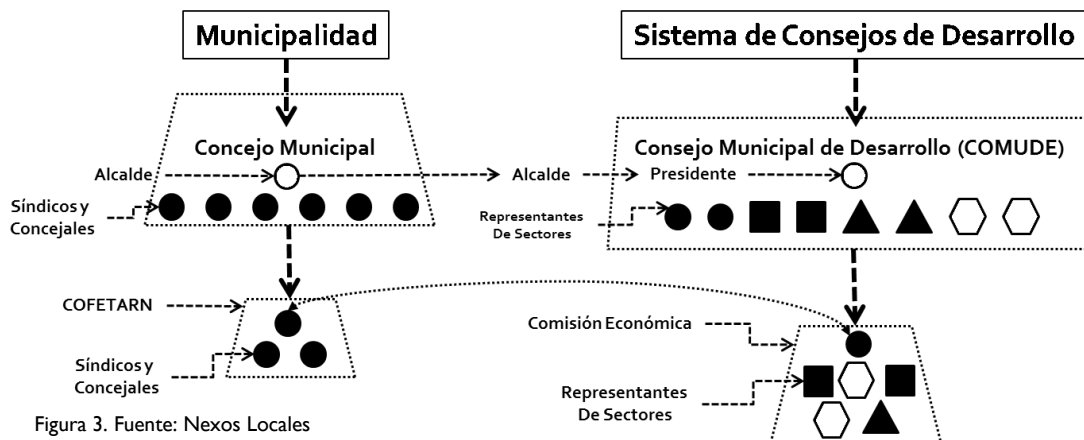 Municipalidad
Sistema de Consejos de Desarrollo
Concejo Municipal
Alcalde
Síndicos y
Concejales
Alcalde
Consejo Municipal de Desarrollo (COMUDE)
Presidente
Representantes
De Sectores
COFETARN
Síndicos y
Concejales
Comisión Económica
Representantes
De Sectores
Figura 3. Fuente: Nexos Locales